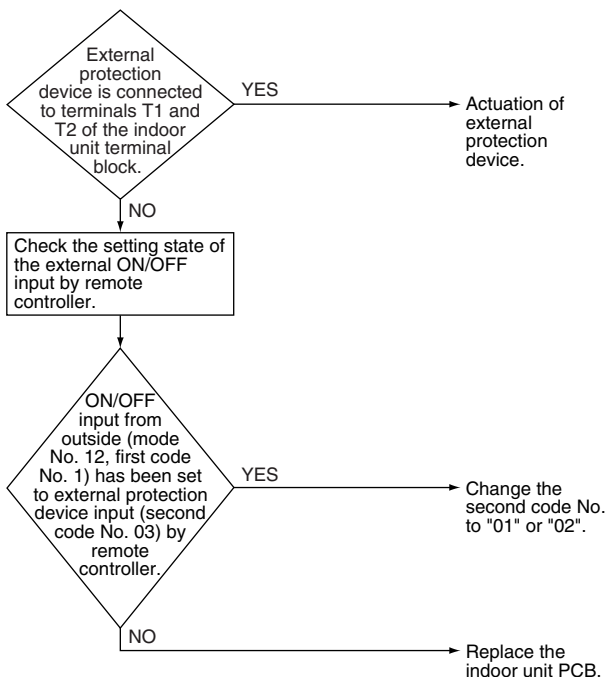 External
protection
device is connected
to terminals T1 and
T2 of the indoor
unit terminal
block.
YES
Actuation of
external
protection
device.
NO
Check the setting state of
the external ON/OFF
input by remote
controller.
ON/OFF
input from
outside (mode
No. 12, first code
No. 1) has been set
to external protection
device input (second
code No. 03) by
remote
controller.
YES
Change the
second code No.
to "01" or "02".
NO
Replace the
indoor unit PCB.